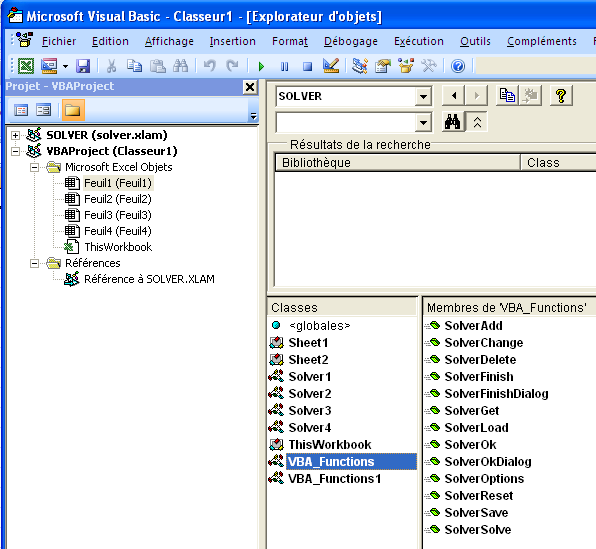 Microsoft Visual Basic - Classeur1 - [Explorateur d'objets]
Fichier Edition Affichage Insertion Format Débogage Exécution Outils Compléments
Projet - VBAProject
SOLVER (solver.xlam)
VBAProject (Classeur1)
Microsoft Excel Objets
Feuil1 (Feuil1)
Feuil2 (Feuil2)
Feuil3 (Feuil3)
Feuil4 (Feuil4)
ThisWorkbook
Références
Référence à SOLVER.XLAM
SOLVER
Résultats de la recherche
Bibliothèque Class
Classes
<globales>
Sheet1
Sheet2
Solver1
Solver2
Solver3
Solver4
ThisWorkbook
VBA_Functions
VBA_Functions1
Membres de 'VBA_Functions'
SolverAdd
SolverChange
SolverDelete
SolverFinish
SolverFinishDialog
SolverGet
SolverLoad
SolverOk
SolverOkDialog
SolverOptions
SolverReset
SolverSave
SolverSolve